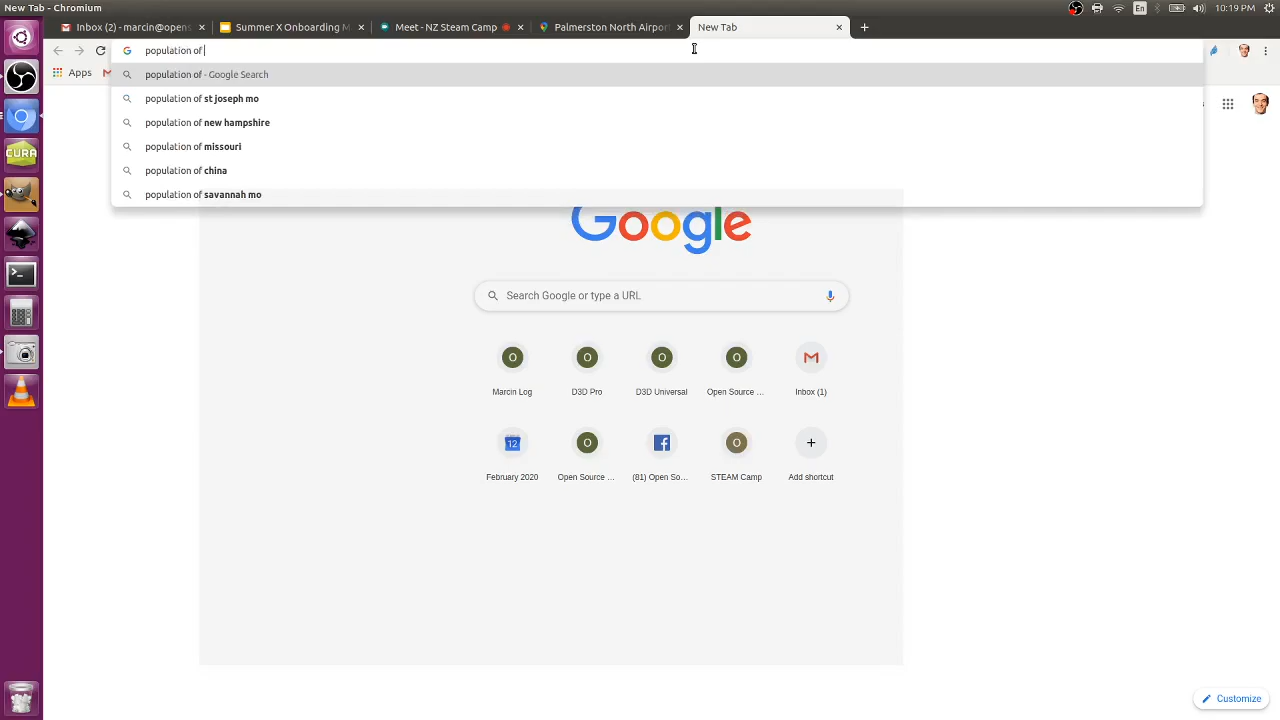 New Tab - Chromium
En
10:19 PM
Inbox (2) - marcin@opens
Summer X Onboarding M
Meet - NZ Steam Camp
Palmerston North Airpor
New Tab
population of
Apps
population of - Google Search
population of st joseph mo
population of new hampshire
population of missouri
population of china
population of savannah mo
CURA
Google
Search Google or type a URL
O
O
O
O
Marcin Log
D3D Pro
D3D Universal
Open Source ...
Inbox (1)
12
O
O
February 2020
Open Source ...
(81) Open So...
STEAM Camp
Add shortcut
Customize